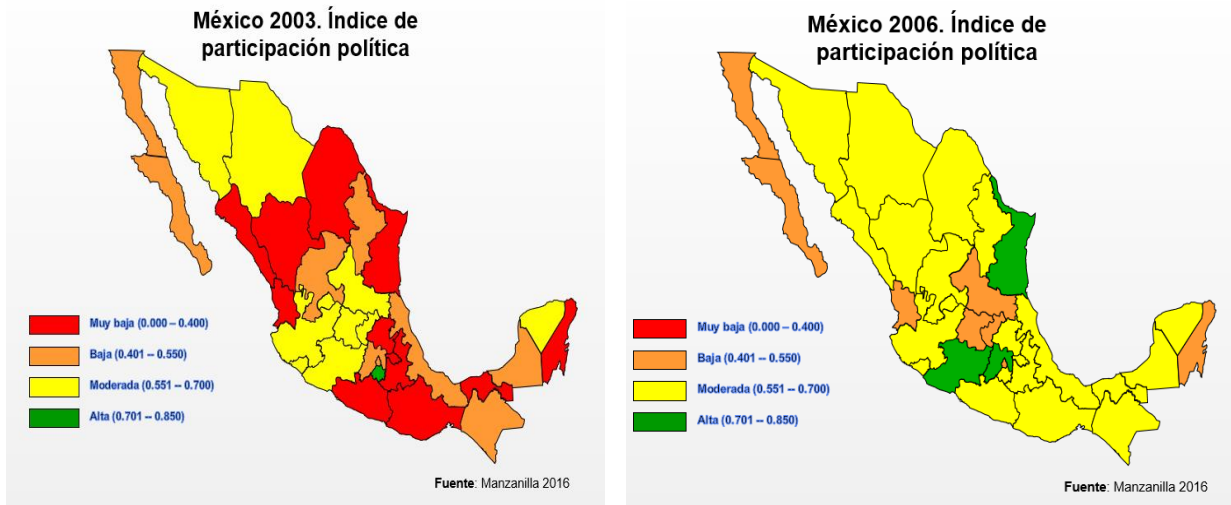 México 2003. Índice de
participación política
Muy baja (0.000 – 0.400)
Baja (0.401 – 0.550)
Moderada (0.551 – 0.700)
Alta (0.701 – 0.850)
Fuente: Manzanilla 2016
México 2006. Índice de
participación política
Muy baja (0.000 – 0.400)
Baja (0.401 – 0.550)
Moderada (0.551 – 0.700)
Alta (0.701 – 0.850)
Fuente: Manzanilla 2016